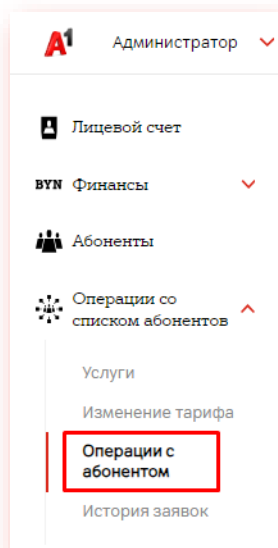 A1 Администратор
Лицевой счет
BYN Финансы
Абоненты
Операции со
списком абонентов
Услуги
Изменение тарифа
Операции с
абонентом
История заявок